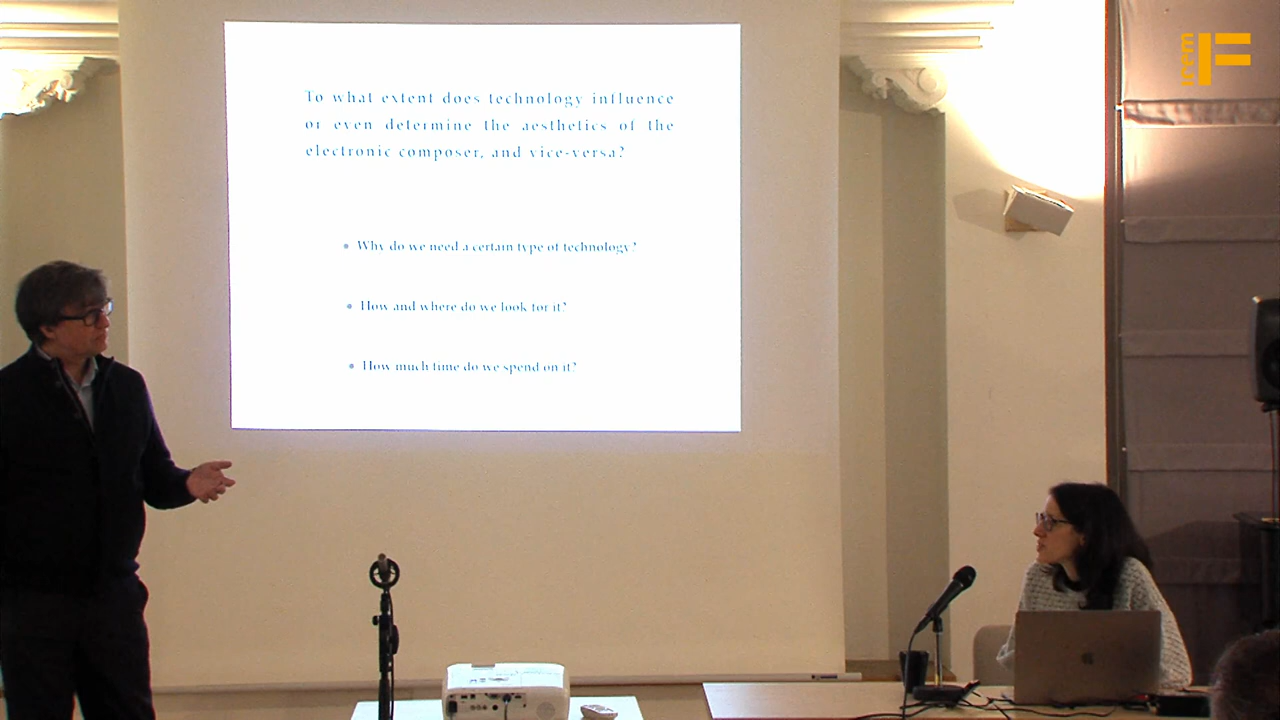 To what extent does technology influence
or even determine the aesthetics of the
electronic composer, and vice-versa?
Why do we need a certain type of technology?
How and where do we look for it?
How much time do we spend on it?